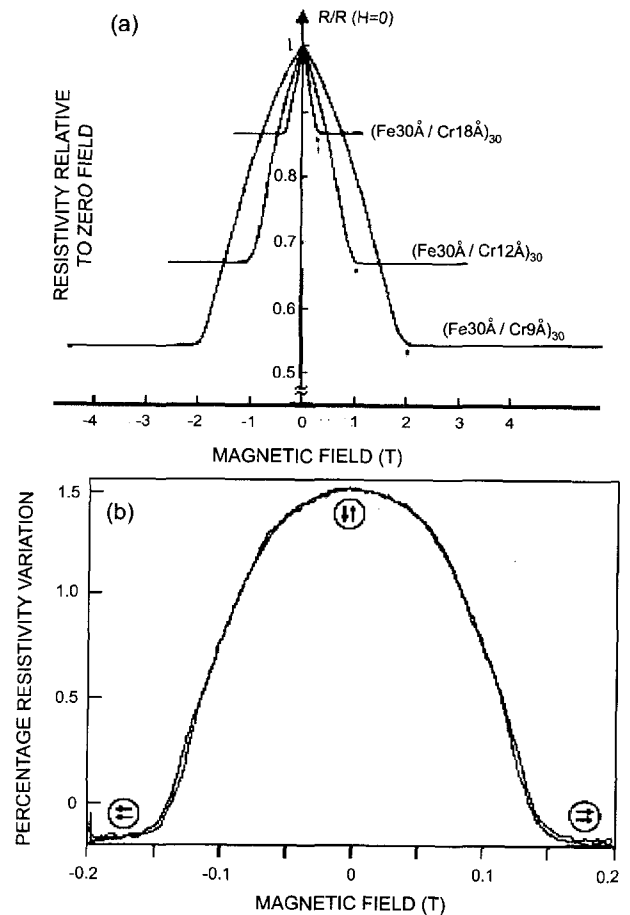 (a)
R/R (H=0)
1
(Fe30Å / Cr18Å)30
0.8
RESISTIVITY RELATIVE
TO ZERO FIELD
0.7
(Fe30Å / Cr12Å)30
0.6
(Fe30Å / Cr9Å)30
0.5
-4 -3 -2 -1 0 1 2 3 4
MAGNETIC FIELD (T)
(b)
1.5
1.0
PERCENTAGE RESISTIVITY VARIATION
0.5
0
-0.2 -0.1 0 0.1 0.2
MAGNETIC FIELD (T)